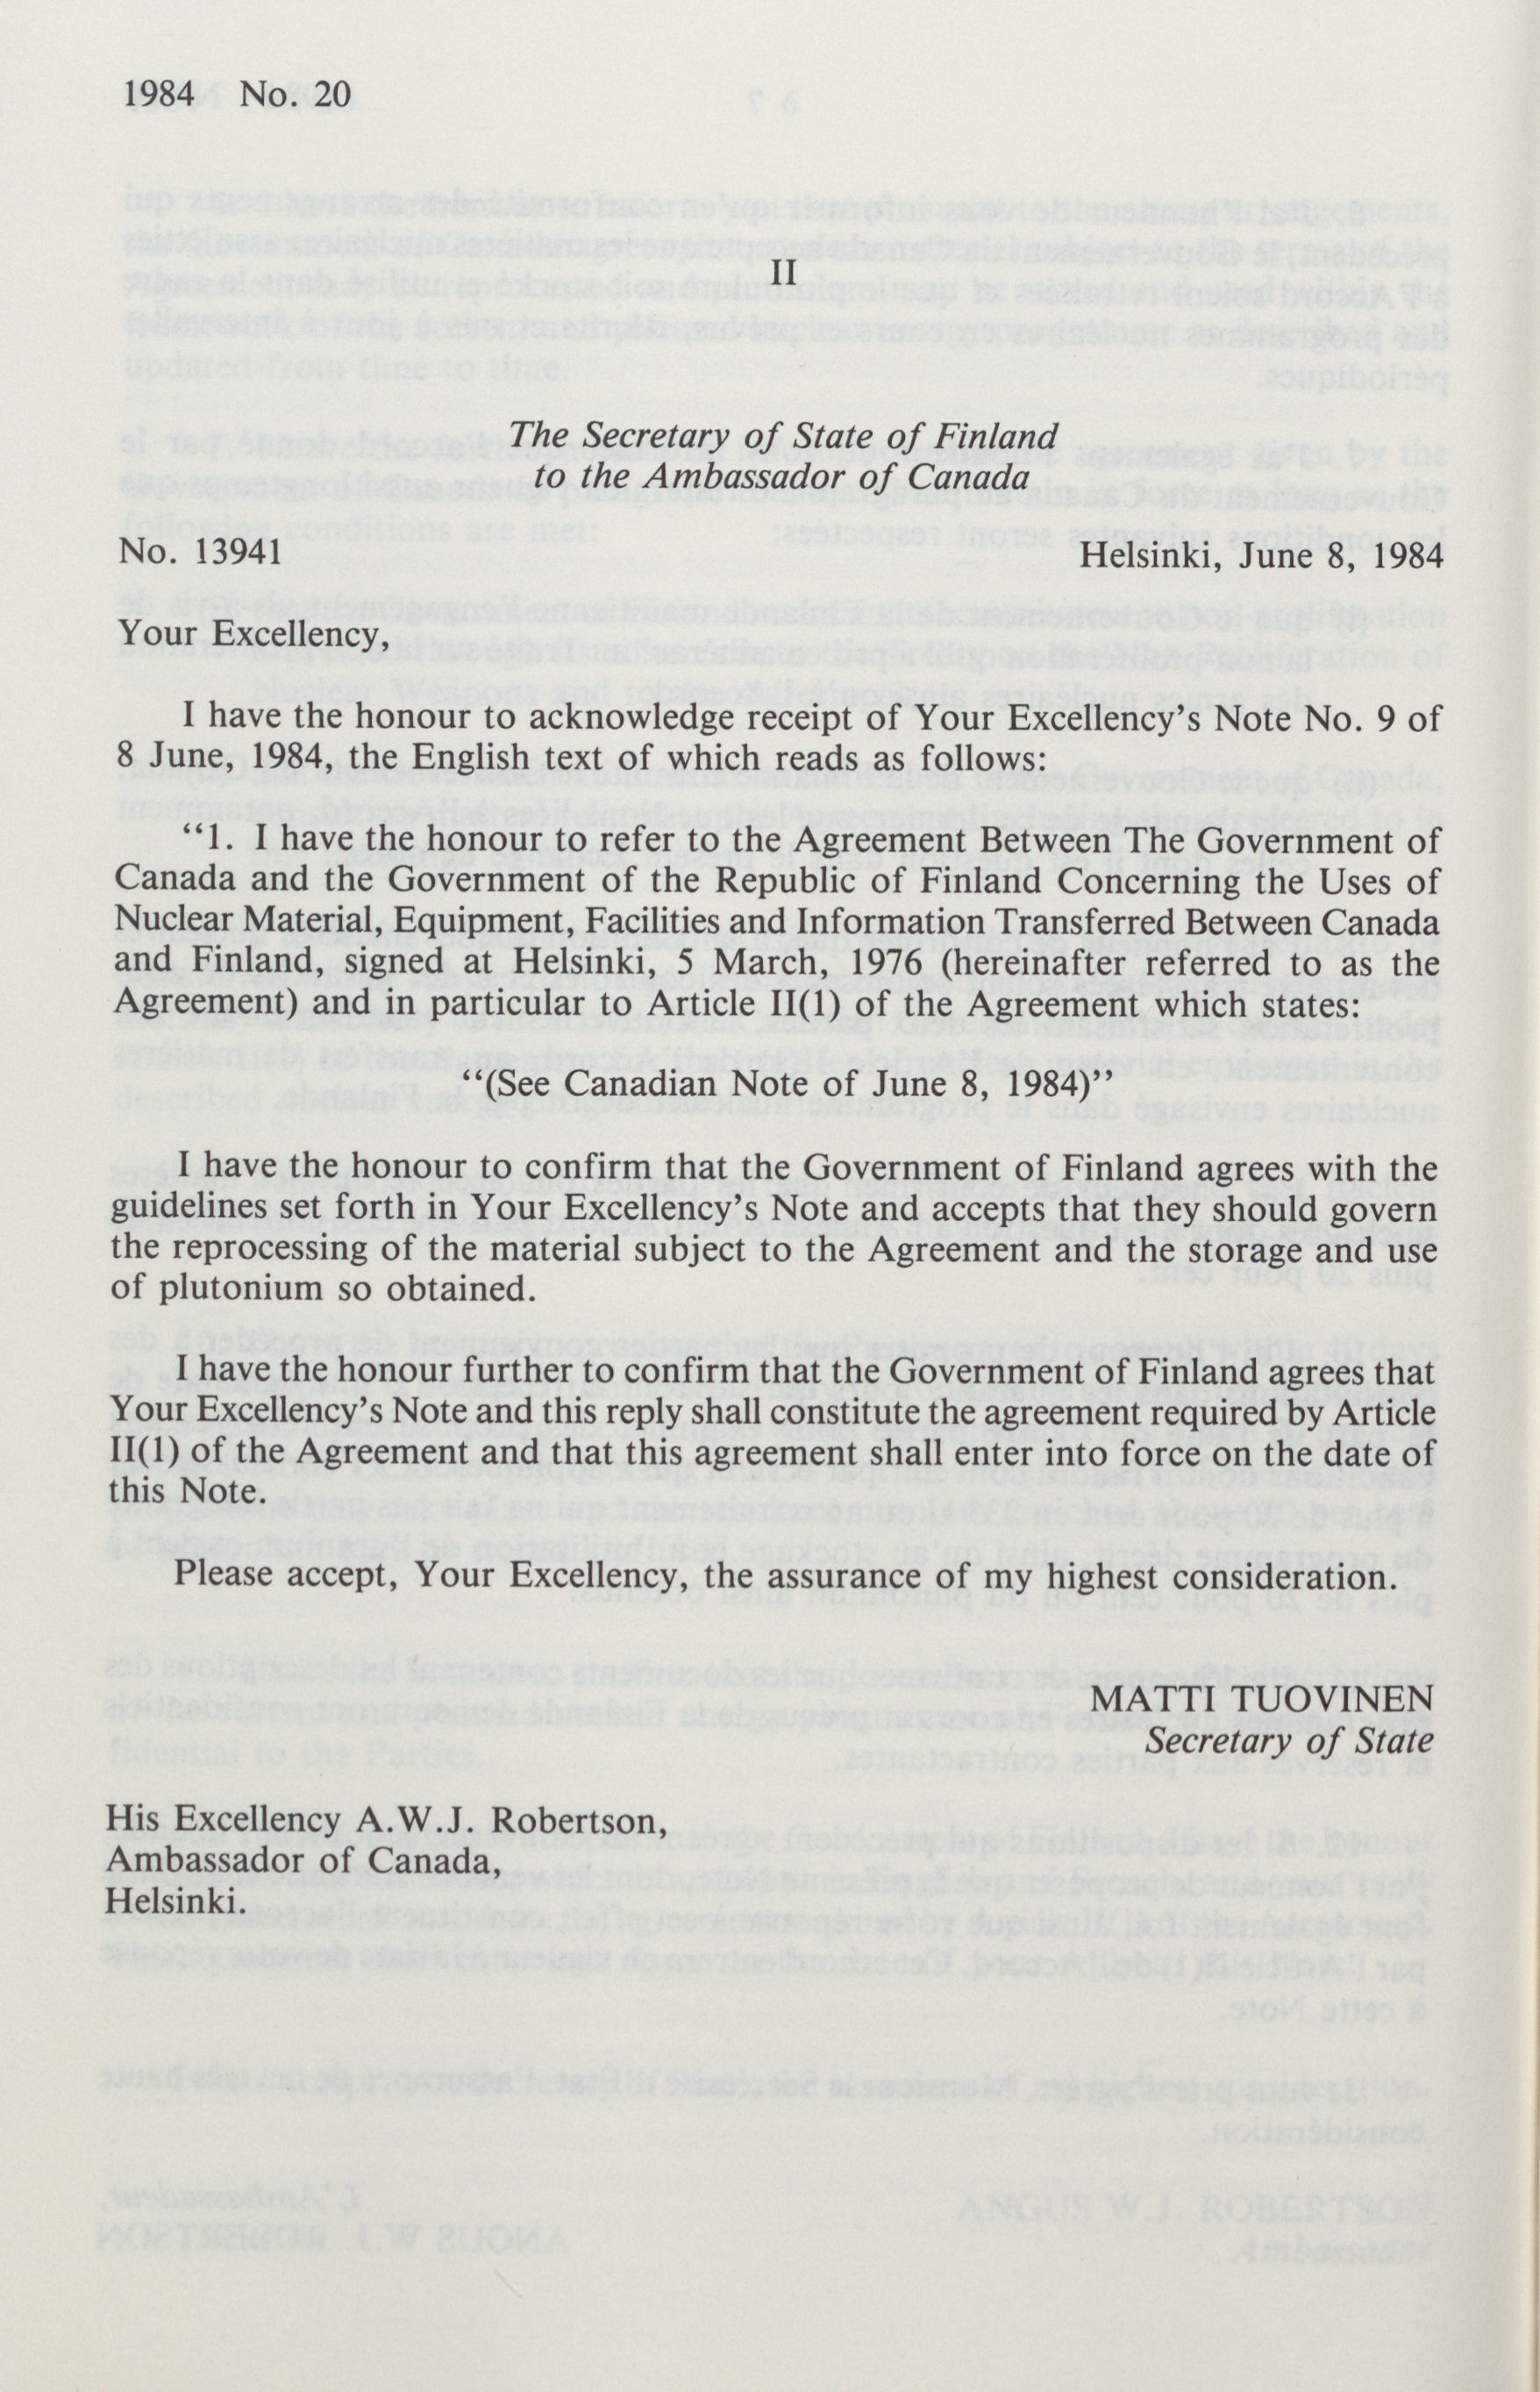 1984 No. 20
II
The Secretary of State of Finland
to the Ambassador of Canada
No. 13941 Helsinki, June 8, 1984
Your Excellency,
I have the honour to acknowledge receipt of Your Excellency's Note No. 9 of
8 June, 1984, the English text of which reads as follows:
“1. I have the honour to refer to the Agreement Between The Government of
Canada and the Government of the Republic of Finland Concerning the Uses of
Nuclear Material, Equipment, Facilities and Information Transferred Between Canada
and Finland, signed at Helsinki, 5 March, 1976 (hereinafter referred to as the
Agreement) and in particular to Article II(1) of the Agreement which states:
“(See Canadian Note of June 8, 1984)”
I have the honour to confirm that the Government of Finland agrees with the
guidelines set forth in Your Excellency's Note and accepts that they should govern
the reprocessing of the material subject to the Agreement and the storage and use
of plutonium so obtained.
I have the honour further to confirm that the Government of Finland agrees that
Your Excellency's Note and this reply shall constitute the agreement required by Article
II(1) of the Agreement and that this agreement shall enter into force on the date of
this Note.
Please accept, Your Excellency, the assurance of my highest consideration.
MATTI TUOVINEN
Secretary of State
His Excellency A.W.J. Robertson,
Ambassador of Canada,
Helsinki.